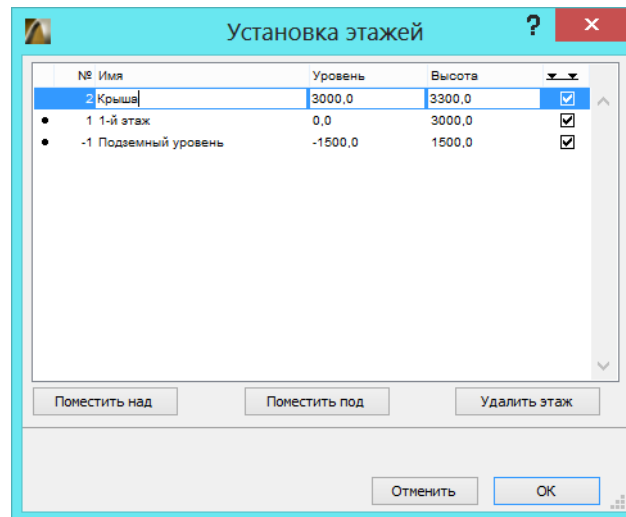 Установка этажей ?
№ Имя Уровень Высота
2 Крыша 3000,0 3300,0
1 1-й этаж 0,0 3000,0
-1 Подземный уровень -1500,0 1500,0
Поместить над Поместить под Удалить этаж
Отменить OK